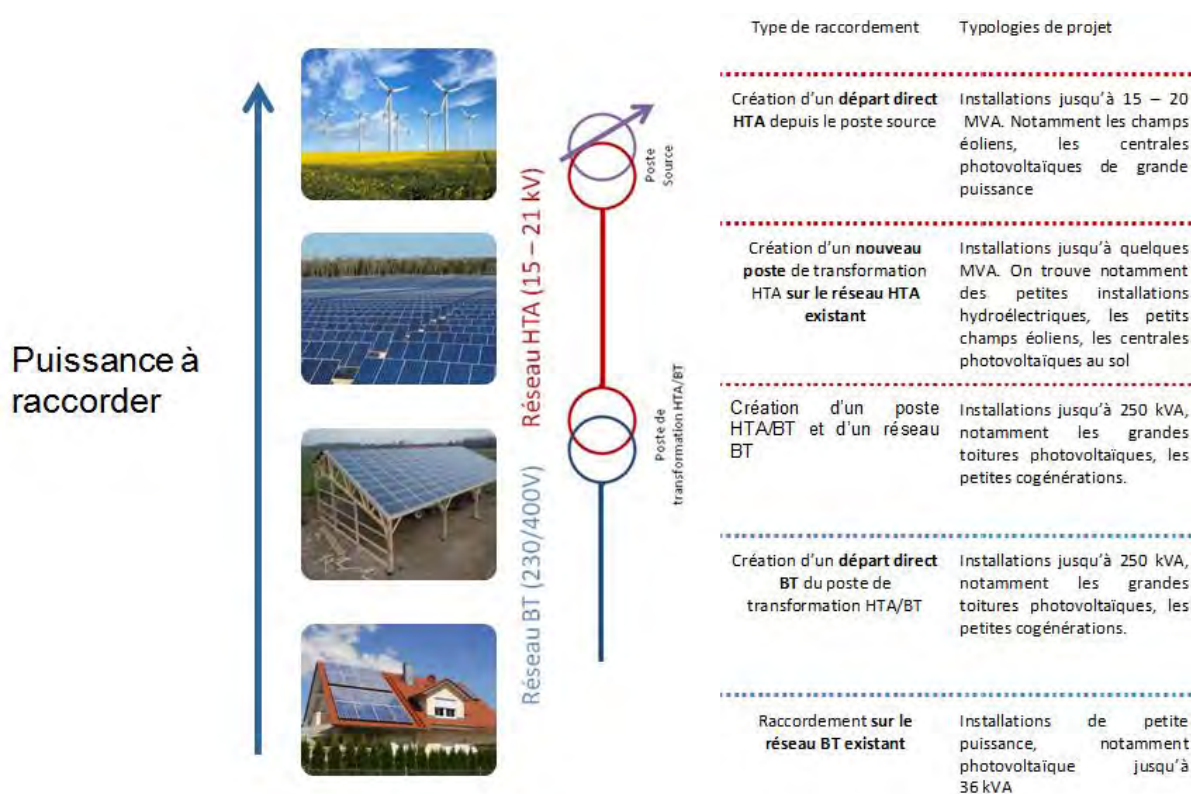 Type de raccordement
Typologies de projet
Création d'un départ direct
HTA depuis le poste source
Installations jusqu'à 15 – 20
MVA. Notamment les champs
éoliens, les centrales
photovoltaïques de grande
puissance
Création d'un nouveau
poste de transformation
HTA sur le réseau HTA
existant
Installations jusqu'à quelques
MVA. On trouve notamment
des petites installations
hydroélectriques, les petits
champs éoliens, les centrales
photovoltaïques au sol
Création d'un poste
HTA/BT et d'un réseau
BT
Installations jusqu'à 250 kVA,
notamment les grandes
toitures photovoltaïques, les
petites cogénérations.
Création d'un départ direct
BT du poste de
transformation HTA/BT
Installations jusqu'à 250 kVA,
notamment les grandes
toitures photovoltaïques, les
petites cogénérations.
Raccordement sur le
réseau BT existant
Installations de petite
puissance, notamment
photovoltaïque jusqu'à
36 kVA
Puissance à
raccorder
Réseau HTA (15 – 21 kV)
Réseau BT (230/400V)
Poste
Source
Poste de
transformation HTA/BT